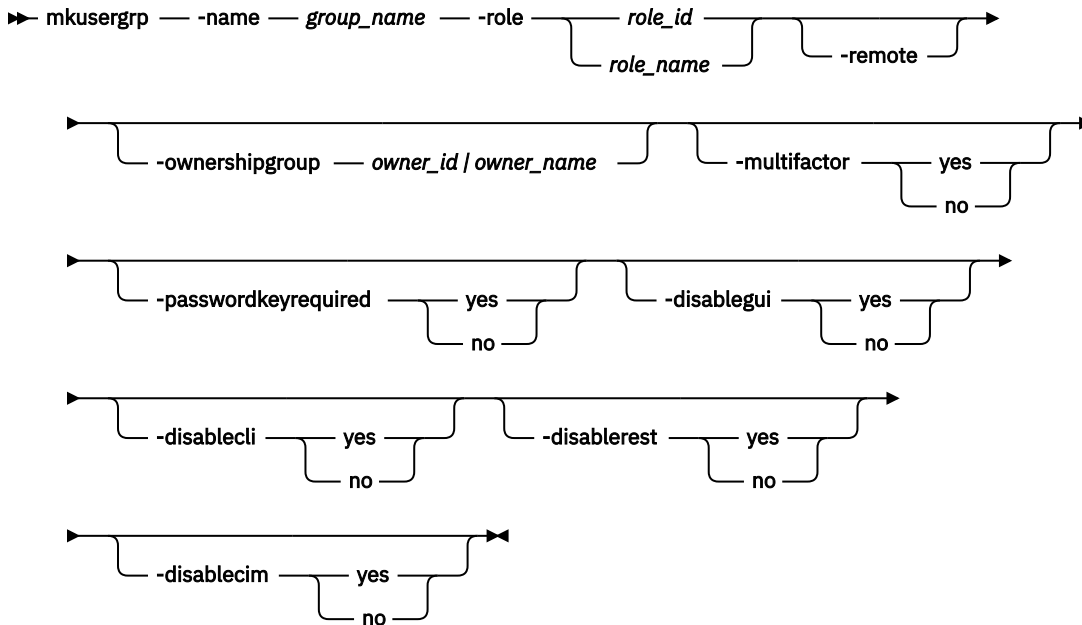 mkusergrp -name group_name -role role_id
role_name
-remote
-ownershipgroup owner_id | owner_name
-multifactor yes
no
-passwordkeyrequired yes
no
-disablegui yes
no
-disablecli yes
no
-disablerest yes
no
-disablecim yes
no